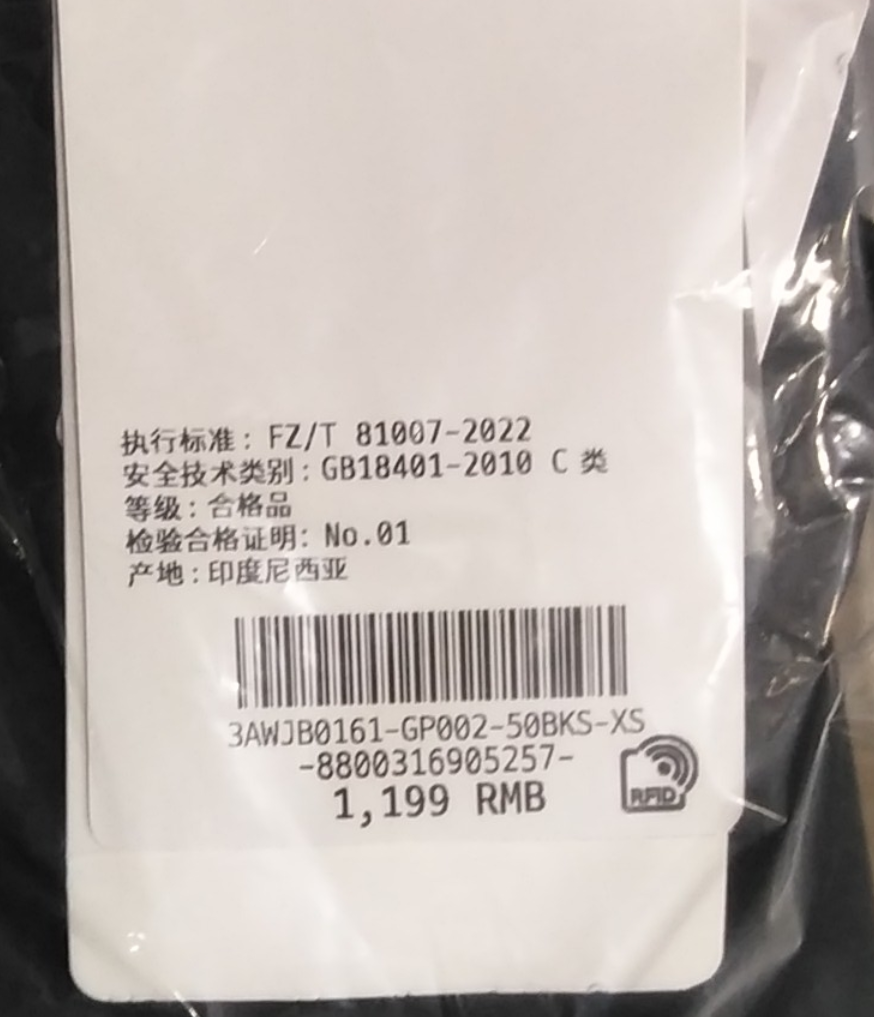 执行标准: FZ/T 81007-2022
安全技术类别: GB18401-2010 C 类
等级: 合格品
检验合格证明: No.01
产地: 印度尼西亚
3AWJB0161-GP002-50BKS-XS
-8800316905257-
1,199 RMB
RFID